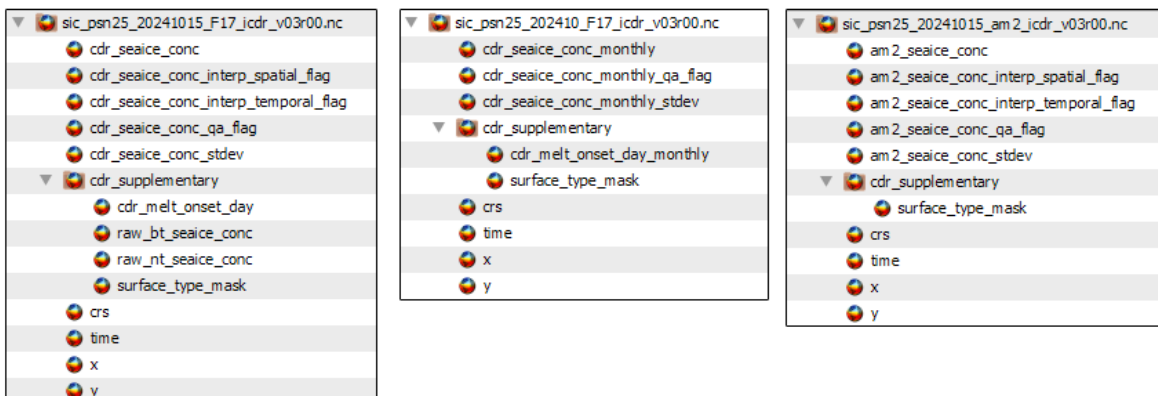 sic_psn25_20241015_F17_icdr_v03r00.nc
cdr_seaice_conc
cdr_seaice_conc_interp_spatial_flag
cdr_seaice_conc_interp_temporal_flag
cdr_seaice_conc_qa_flag
cdr_seaice_conc_stdev
cdr_supplementary
cdr_melt_onset_day
raw_bt_seaice_conc
raw_nt_seaice_conc
surface_type_mask
crs
time
x
y
sic_psn25_202410_F17_icdr_v03r00.nc
cdr_seaice_conc_monthly
cdr_seaice_conc_monthly_qa_flag
cdr_seaice_conc_monthly_stdev
cdr_supplementary
cdr_melt_onset_day_monthly
surface_type_mask
crs
time
x
y
sic_psn25_20241015_am2_icdr_v03r00.nc
am2_seaice_conc
am2_seaice_conc_interp_spatial_flag
am2_seaice_conc_interp_temporal_flag
am2_seaice_conc_qa_flag
am2_seaice_conc_stdev
cdr_supplementary
surface_type_mask
crs
time
x
y